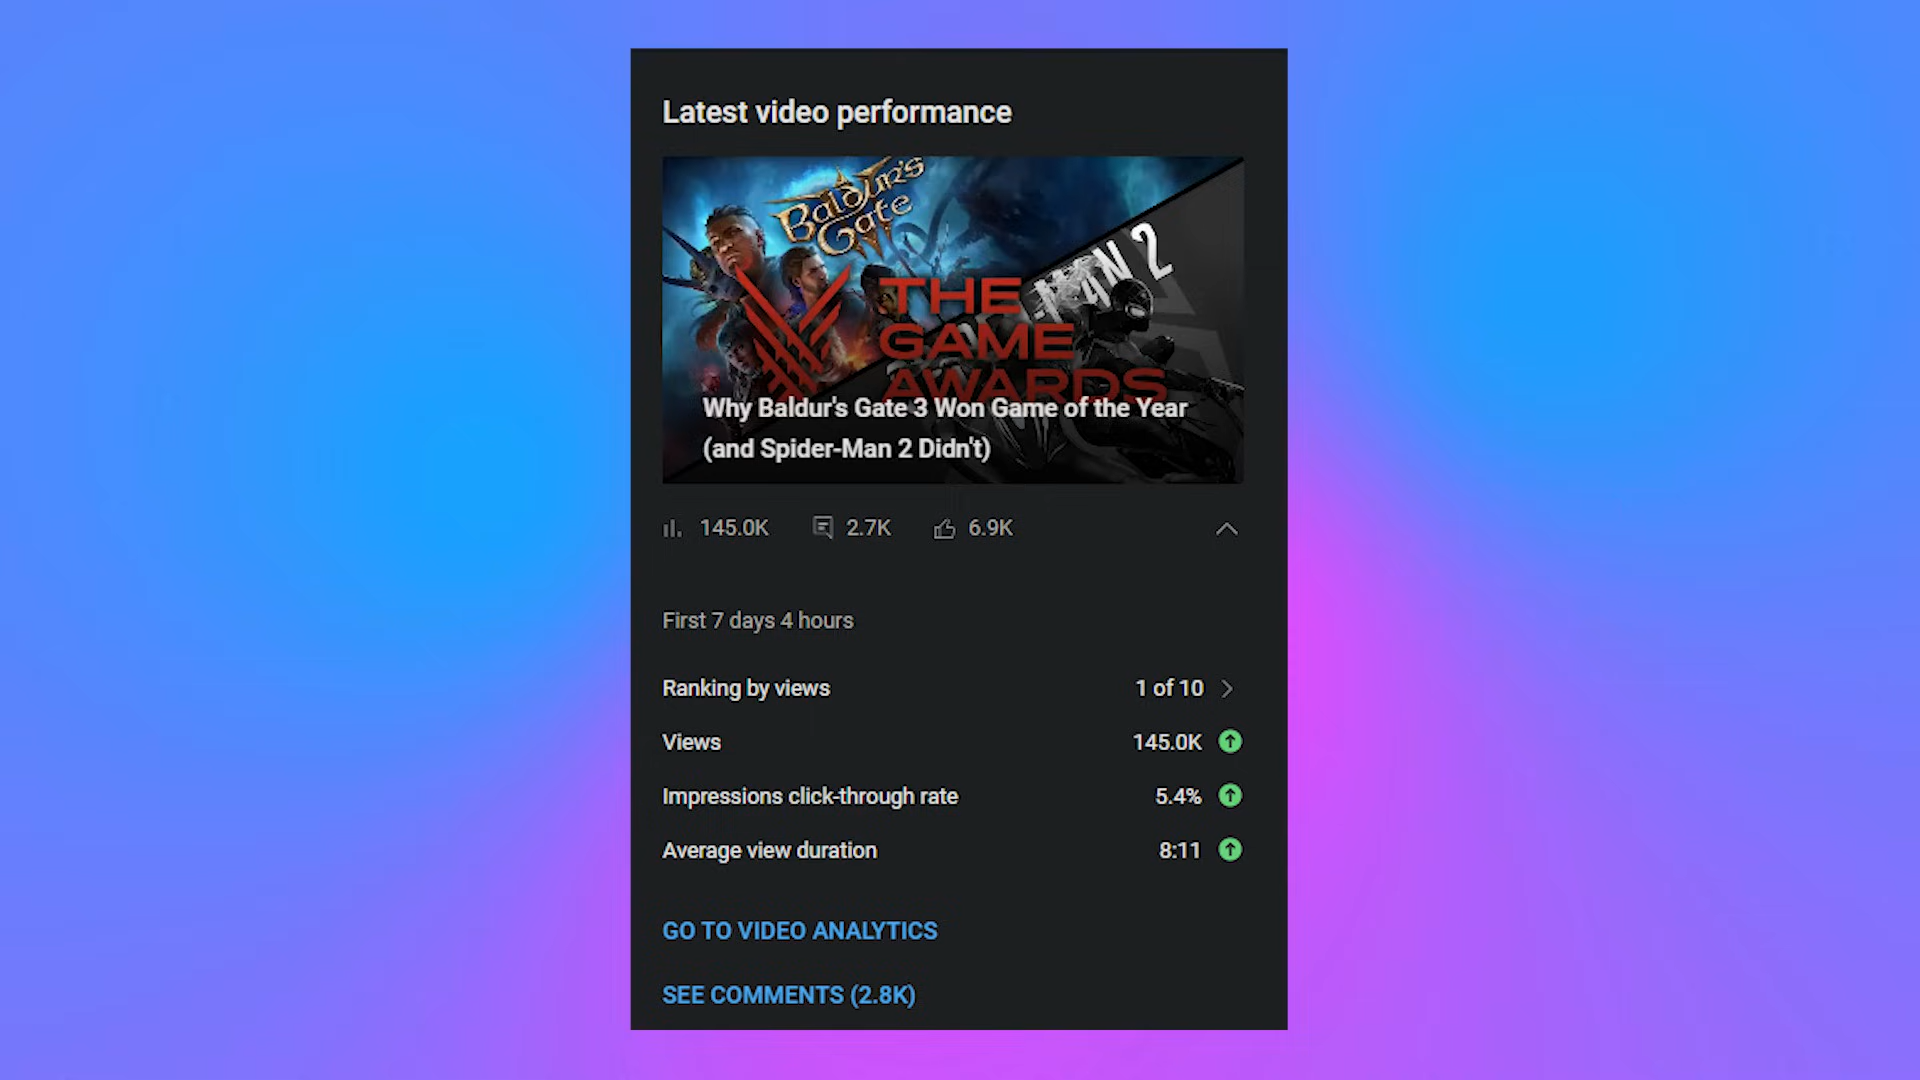 Latest video performance
Baldur's
Gate
AN 2
THE
GAME
AWARDS
Why Baldur's Gate 3 Won Game of the Year
(and Spider-Man 2 Didn't)
145.0K 2.7K 6.9K
First 7 days 4 hours
Ranking by views 1 of 10
Views 145.0K
Impressions click-through rate 5.4%
Average view duration 8:11
GO TO VIDEO ANALYTICS
SEE COMMENTS (2.8K)